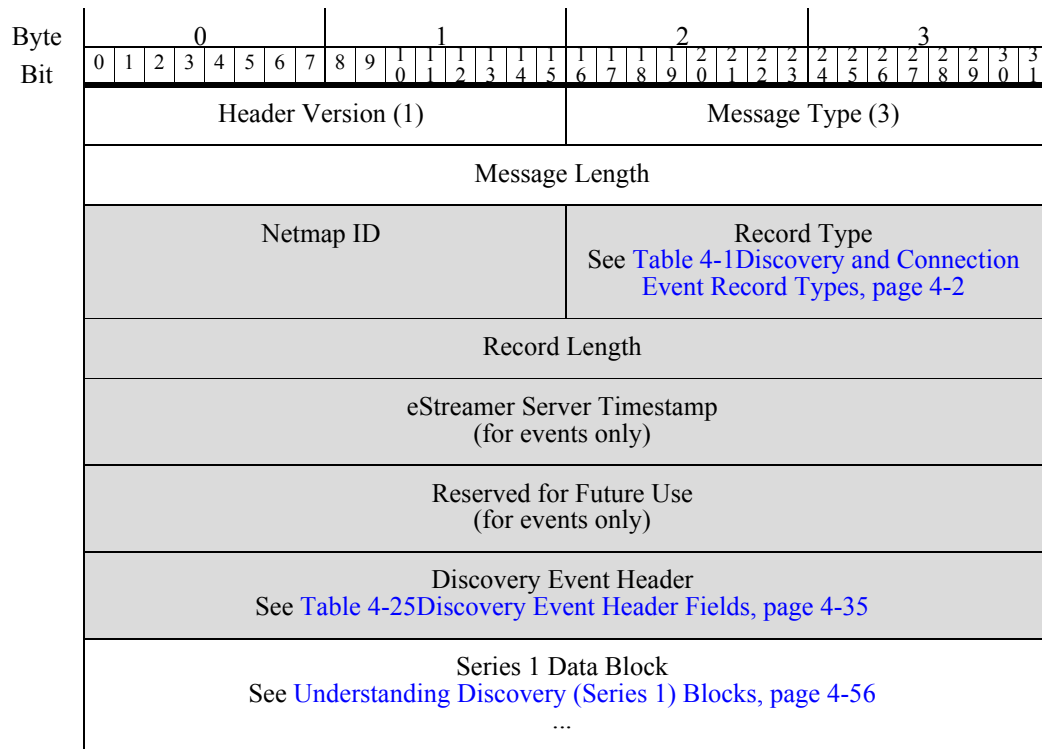 Byte 0 1 2 3
Bit 0 1 2 3 4 5 6 7 8 9 10 11 12 13 14 15 16 17 18 19 20 21 22 23 24 25 26 27 28 29 30 31
Header Version (1) Message Type (3)
Message Length
Netmap ID Record Type
See Table 4-1Discovery and Connection
Event Record Types, page 4-2
Record Length
eStreamer Server Timestamp
(for events only)
Reserved for Future Use
(for events only)
Discovery Event Header
See Table 4-25Discovery Event Header Fields, page 4-35
Series 1 Data Block
See Understanding Discovery (Series 1) Blocks, page 4-56
...